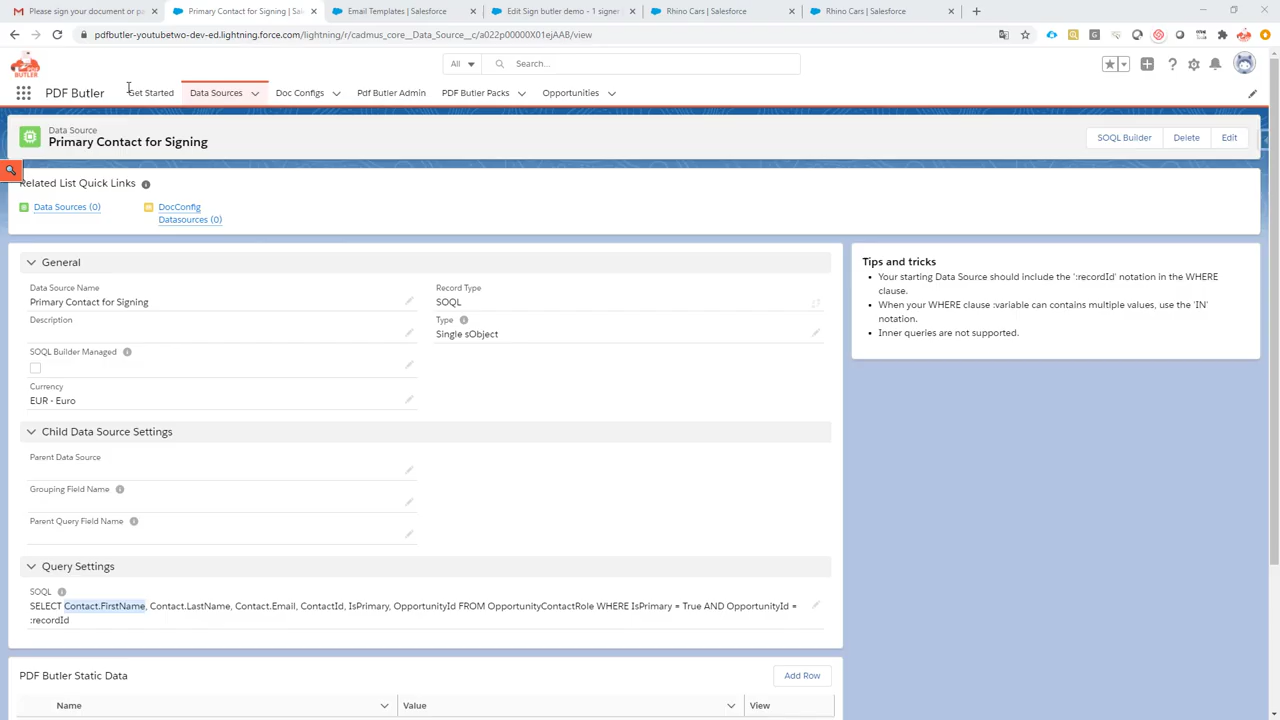 Please sign your document or p
Primary Contact for Signing | Sal
Email Templates | Salesforce
Edit Sign butler demo – 1 signer
Rhino Cars | Salesforce
Rhino Cars | Salesforce
pdfbutler-youtubetwo-dev-ed.lightning.force.com/lightning/r/cadmus_core__Data_Source__c/a022p00000X01ejAAB/view
BUTLER
All
Search...
PDF Butler
Get Started
Data Sources
Doc Configs
Pdf Butler Admin
PDF Butler Packs
Opportunities
Data Source
Primary Contact for Signing
SOQL Builder
Delete
Edit
Related List Quick Links
Data Sources (0)
DocConfig
Datasources (0)
General
Data Source Name
Primary Contact for Signing
Record Type
SOQL
Description
Type
Single sObject
SOQL Builder Managed
Currency
EUR - Euro
Child Data Source Settings
Parent Data Source
Grouping Field Name
Parent Query Field Name
Query Settings
SOQL
SELECT Contact.FirstName, Contact.LastName, Contact.Email, ContactId, IsPrimary, OpportunityId FROM OpportunityContactRole WHERE IsPrimary = True AND OpportunityId =
:recordId
Tips and tricks
Your starting Data Source should include the ':recordId' notation in the WHERE
clause.
When your WHERE clause :variable can contains multiple values, use the 'IN'
notation.
Inner queries are not supported.
PDF Butler Static Data
Add Row
Name
Value
View